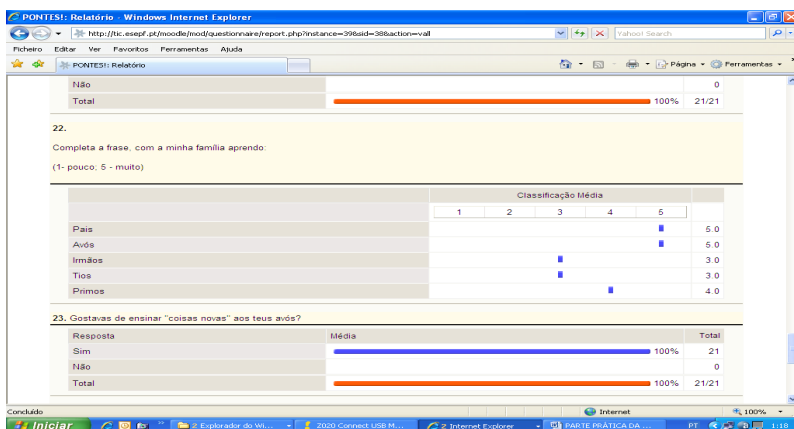 PONTES!: Relatório - Windows Internet Explorer
http://tic.esepf.pt/moodle/mod/questionnaire/report.php?instance=39&sid=38&action=vall
Yahoo! Search
Ficheiro Editar Ver Favoritos Ferramentas Ajuda
PONTES!: Relatório Página Ferramentas
Não 0
Total 100% 21/21
22.
Completa a frase, com a minha família aprendo:
(1- pouco; 5 - muito)
Classificação Média
1 2 3 4 5
Pais 5.0
Avós 5.0
Irmãos 3.0
Tios 3.0
Primos 4.0
23. Gostavas de ensinar "coisas novas" aos teus avós?
Resposta Média Total
Sim 100% 21
Não 0
Total 100% 21/21
Concluído Internet 100%
Iniciar 2 Explorador do Wi... Z020 Connect USB M... 2 Internet Explorer PARTE PRÁTICA DA ... PT 1:18